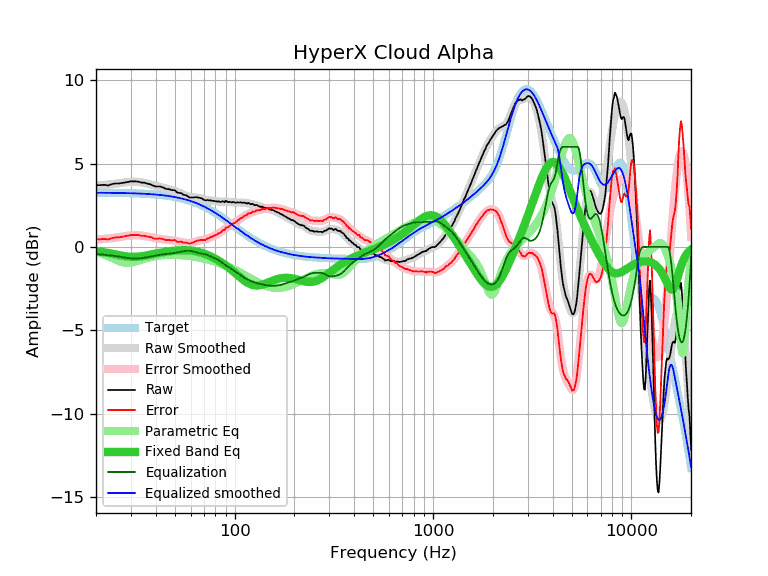 HyperX Cloud Alpha
Amplitude (dBr)
10
5
0
−5
−10
−15
Target
Raw Smoothed
Error Smoothed
Raw
Error
Parametric Eq
Fixed Band Eq
Equalization
Equalized smoothed
100
1000
10000
Frequency (Hz)